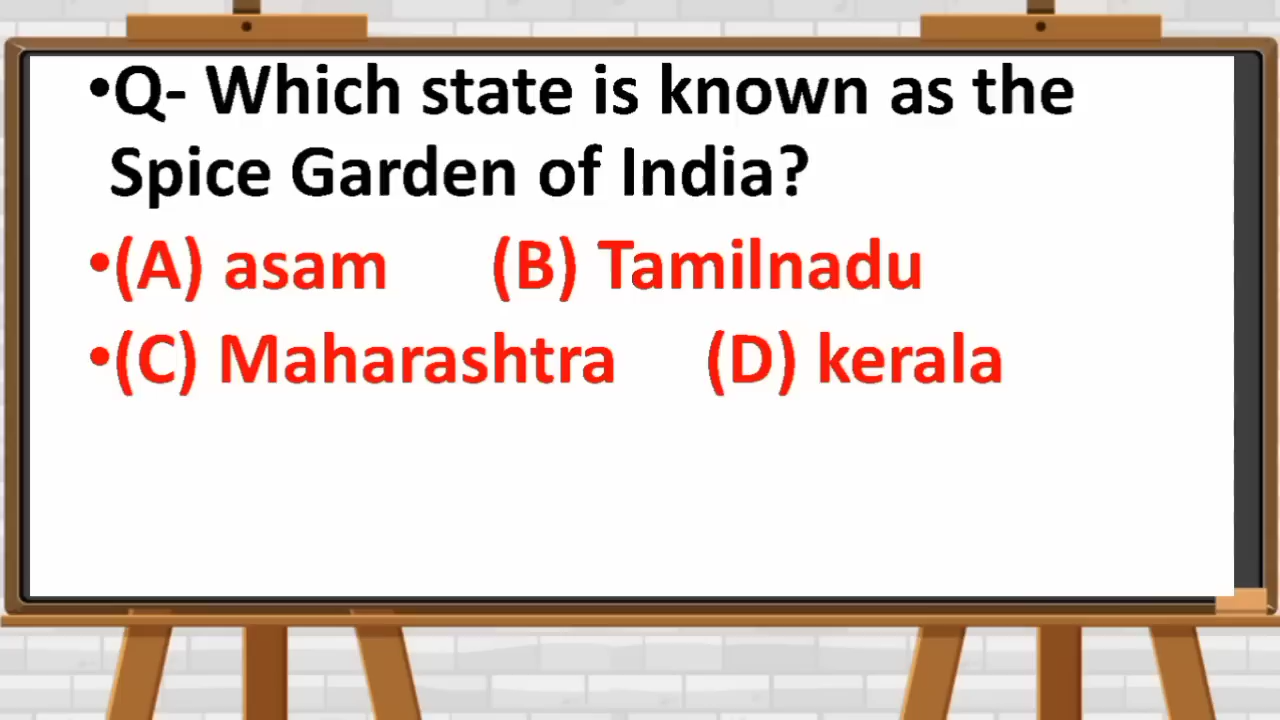 •Q- Which state is known as the
Spice Garden of India?
•(A) asam (B) Tamilnadu
•(C) Maharashtra (D) kerala